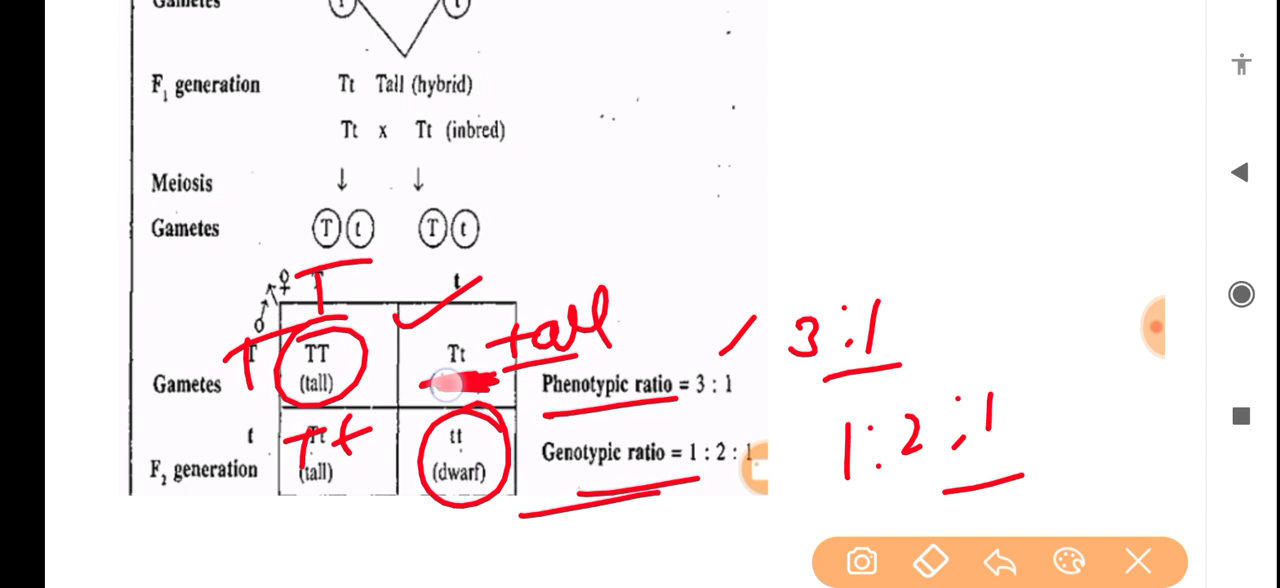 Gametes T t
F1 generation Tt Tall (hybrid)
Tt x Tt (inbred)
Meiosis ↓ ↓
Gametes T t T t
♀ T T t
♂ T T TT Tt tall
Gametes (tall) Phenotypic ratio = 3 : 1 3:1
t Tt Tt tt
F2 generation (tall) (dwarf) Genotypic ratio = 1 : 2 : 1 1:2:1